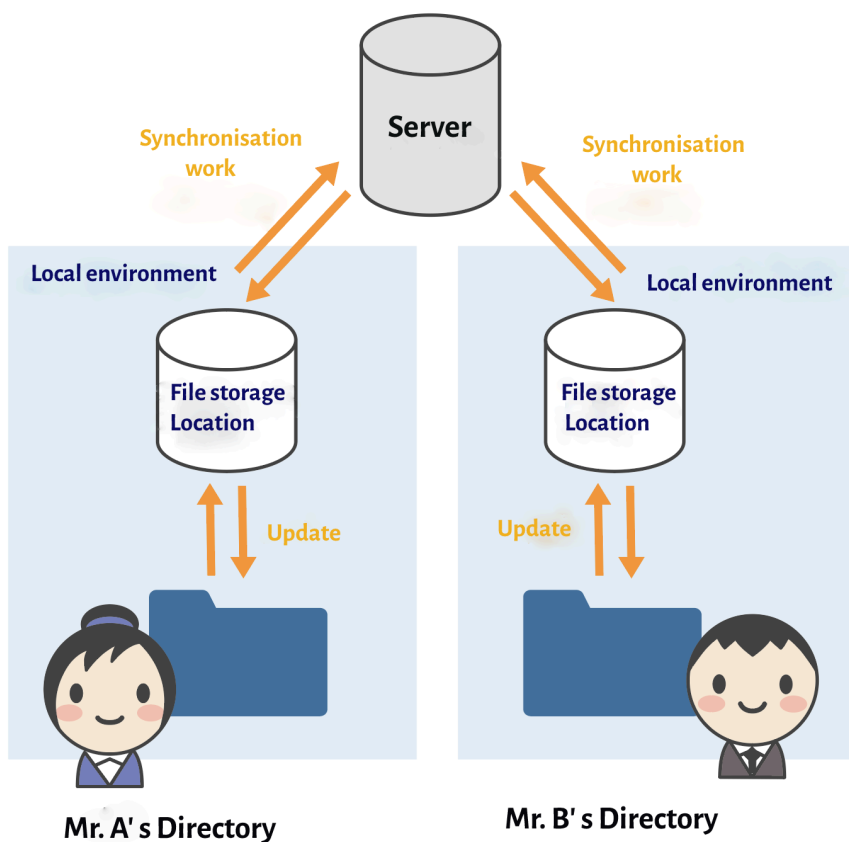 Server
Synchronisation
work
Synchronisation
work
Local environment
Local environment
File storage
Location
File storage
Location
Update
Update
Mr. A' s Directory
Mr. B' s Directory